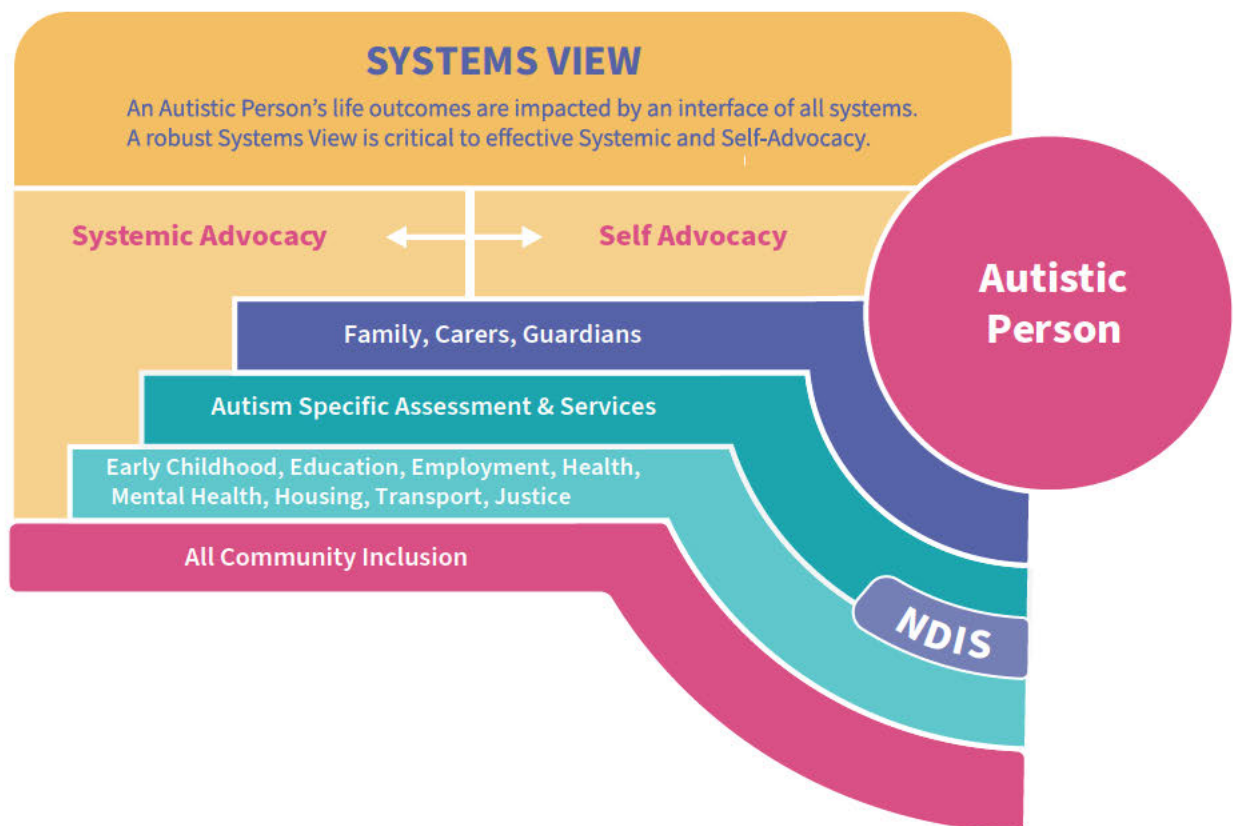 SYSTEMS VIEW
An Autistic Person’s life outcomes are impacted by an interface of all systems.
A robust Systems View is critical to effective Systemic and Self-Advocacy.
Systemic Advocacy
Self Advocacy
Autistic
Person
Family, Carers, Guardians
Autism Specific Assessment & Services
Early Childhood, Education, Employment, Health,
Mental Health, Housing, Transport, Justice
All Community Inclusion
NDIS